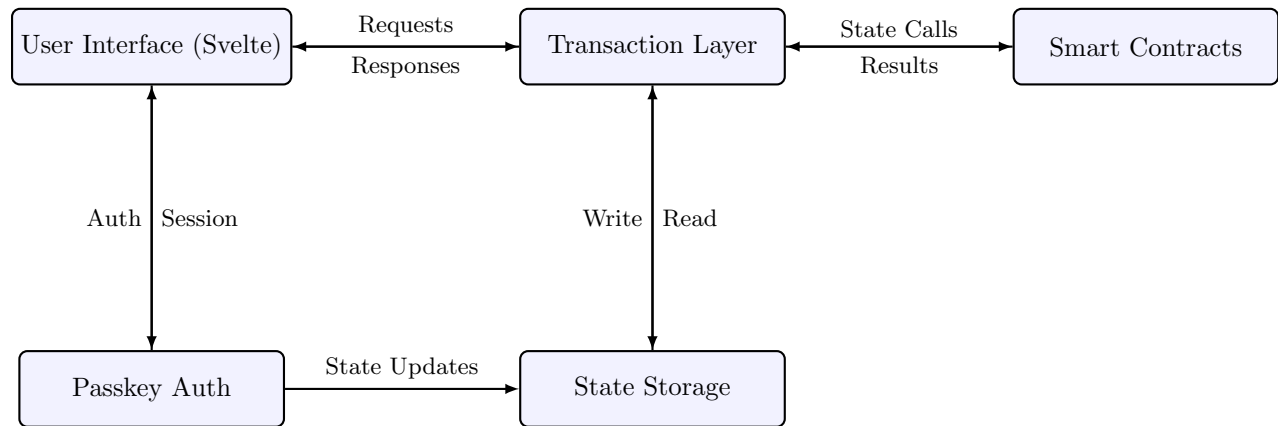 User Interface (Svelte)
Requests
Responses
Transaction Layer
State Calls
Results
Smart Contracts
Auth
Session
Write
Read
Passkey Auth
State Updates
State Storage